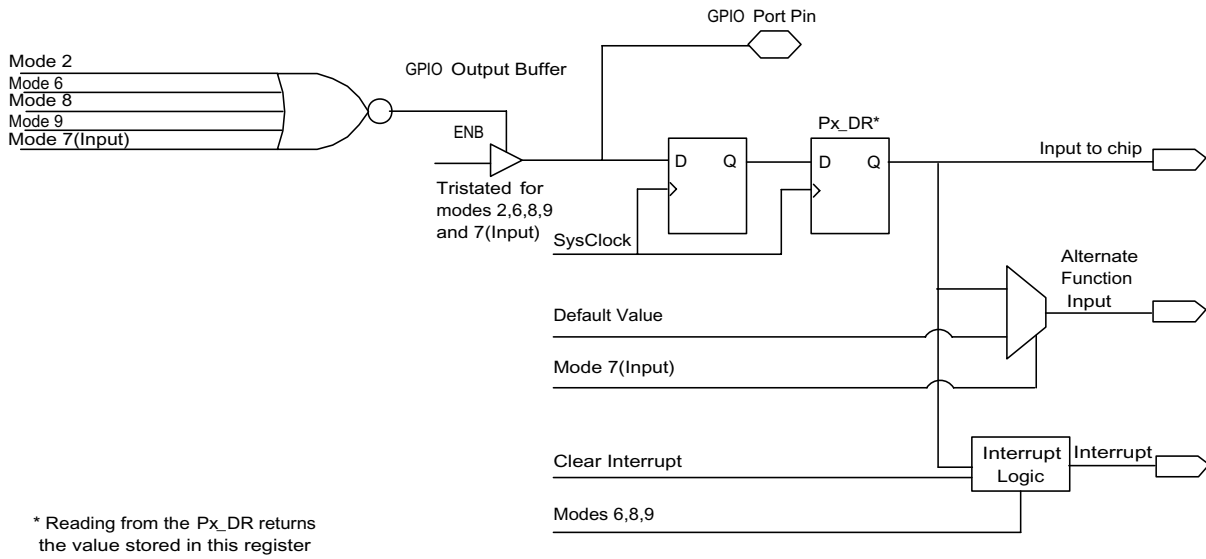 GPIO Port Pin
Mode 2
GPIO Output Buffer
Mode 6
Mode 8
Mode 9
Mode 7(Input)
ENB
Px_DR*
D Q
D Q
Input to chip
Tristated for
modes 2,6,8,9
and 7(Input)
SysClock
Alternate
Function
Input
Default Value
Mode 7(Input)
Clear Interrupt
Interrupt
Logic
Interrupt
Modes 6,8,9
* Reading from the Px_DR returns
the value stored in this register